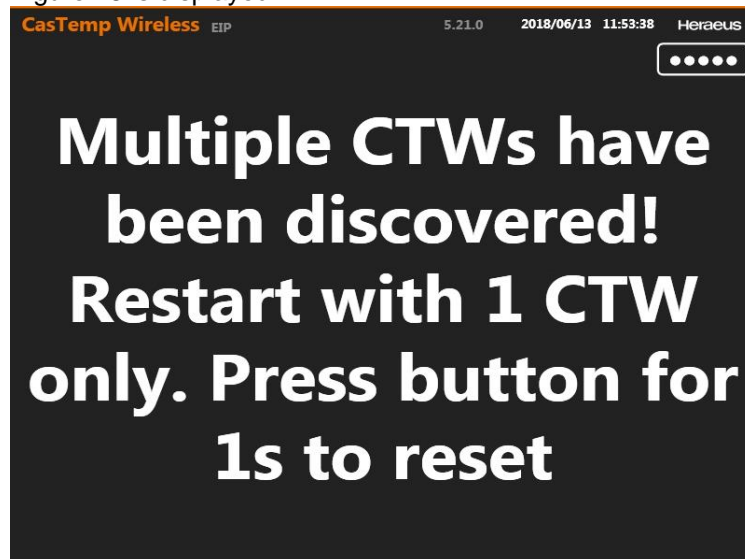 CasTemp Wireless EIP 5.21.0 2018/06/13 11:53:38 Heraeus
Multiple CTWs have
been discovered!
Restart with 1 CTW
only. Press button for
1s to reset